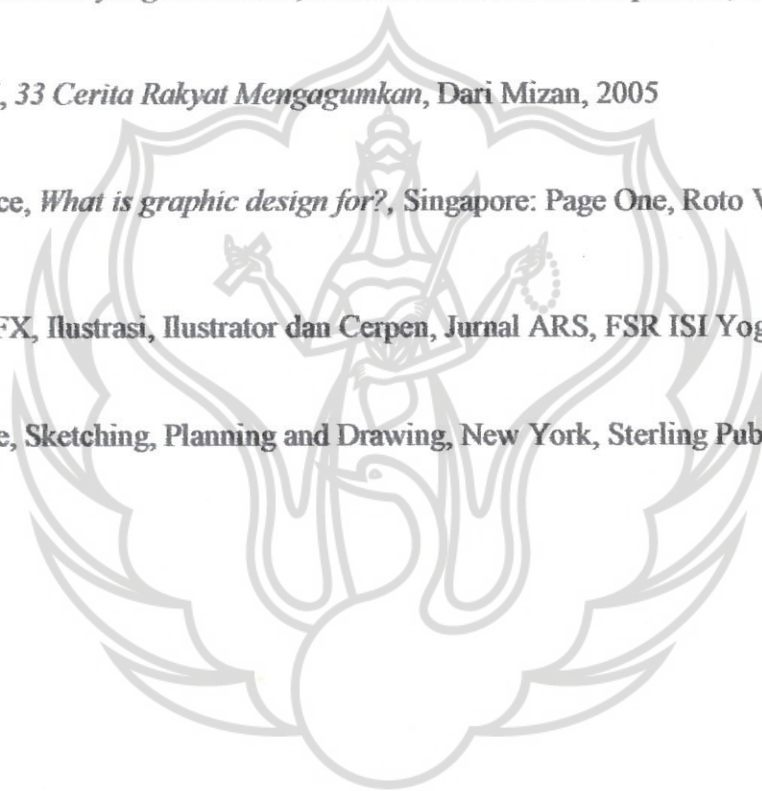 , 33 Cerita Rakyat Mengagumkan, Dari Mizan, 2005
ce, What is graphic design for?, Singapore: Page One, Roto V
FX, Ilustrasi, Ilustrator dan Cerpen, Jurnal ARS, FSR ISI Yog
e, Sketching, Planning and Drawing, New York, Sterling Pub